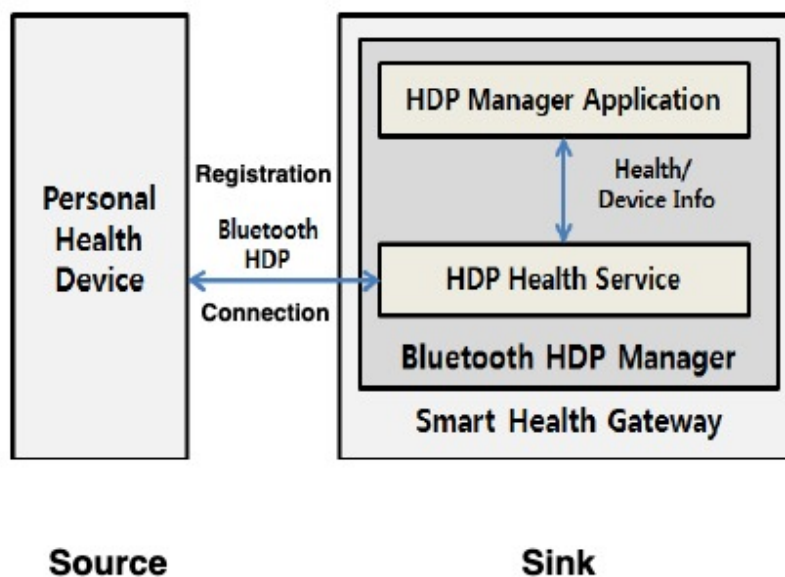 Personal
Health
Device
Registration
Bluetooth
HDP
Connection
HDP Manager Application
Health/
Device Info
HDP Health Service
Bluetooth HDP Manager
Smart Health Gateway
Source
Sink